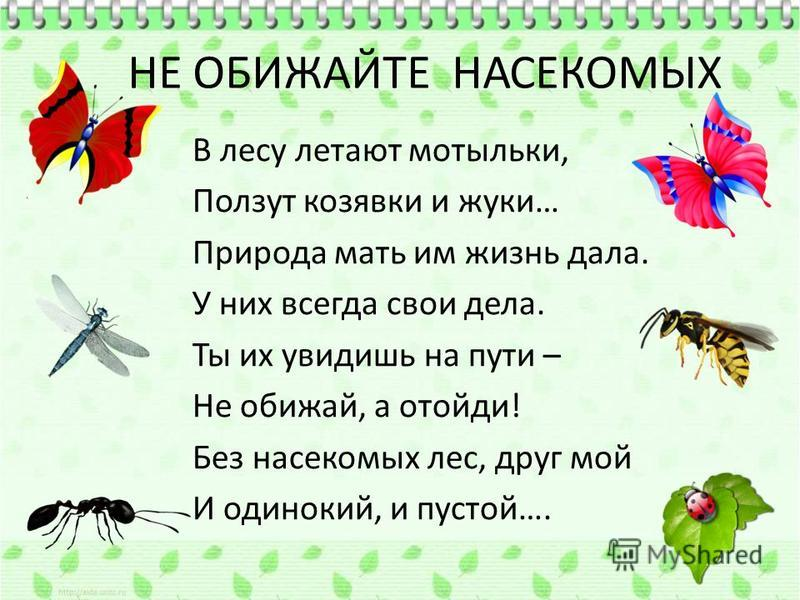 НЕ ОБИЖАЙТЕ НАСЕКОМЫХ
В лесу летают мотыльки,
Ползут козявки и жуки…
Природа мать им жизнь дала.
У них всегда свои дела.
Ты их увидишь на пути –
Не обижай, а отойди!
Без насекомых лес, друг мой
И одинокий, и пустой….
MyShared